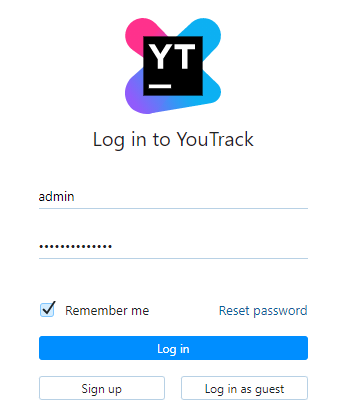 YT
Log in to YouTrack
admin
••••••••••••••
Remember me Reset password
Log in
Sign up Log in as guest